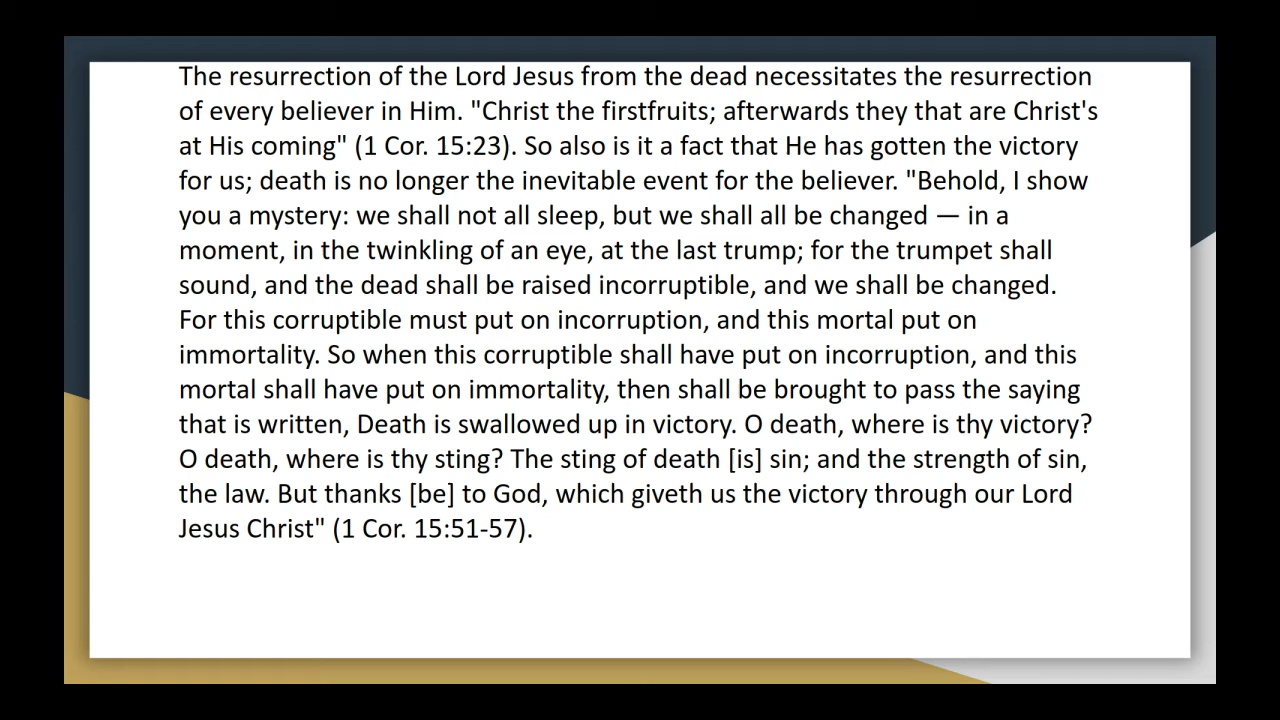 The resurrection of the Lord Jesus from the dead necessitates the resurrection
of every believer in Him. "Christ the firstfruits; afterwards they that are Christ's
at His coming" (1 Cor. 15:23). So also is it a fact that He has gotten the victory
for us; death is no longer the inevitable event for the believer. "Behold, I show
you a mystery: we shall not all sleep, but we shall all be changed — in a
moment, in the twinkling of an eye, at the last trump; for the trumpet shall
sound, and the dead shall be raised incorruptible, and we shall be changed.
For this corruptible must put on incorruption, and this mortal put on
immortality. So when this corruptible shall have put on incorruption, and this
mortal shall have put on immortality, then shall be brought to pass the saying
that is written, Death is swallowed up in victory. O death, where is thy victory?
O death, where is thy sting? The sting of death [is] sin; and the strength of sin,
the law. But thanks [be] to God, which giveth us the victory through our Lord
Jesus Christ" (1 Cor. 15:51-57).